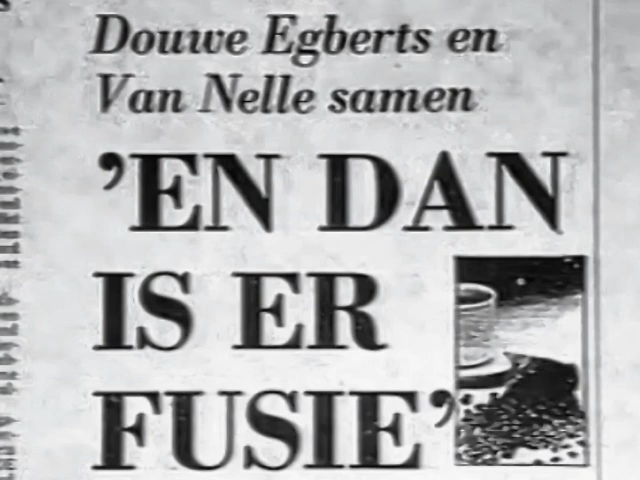 Douwe Egberts en
Van Nelle samen
’EN DAN
IS ER
FUSIE’